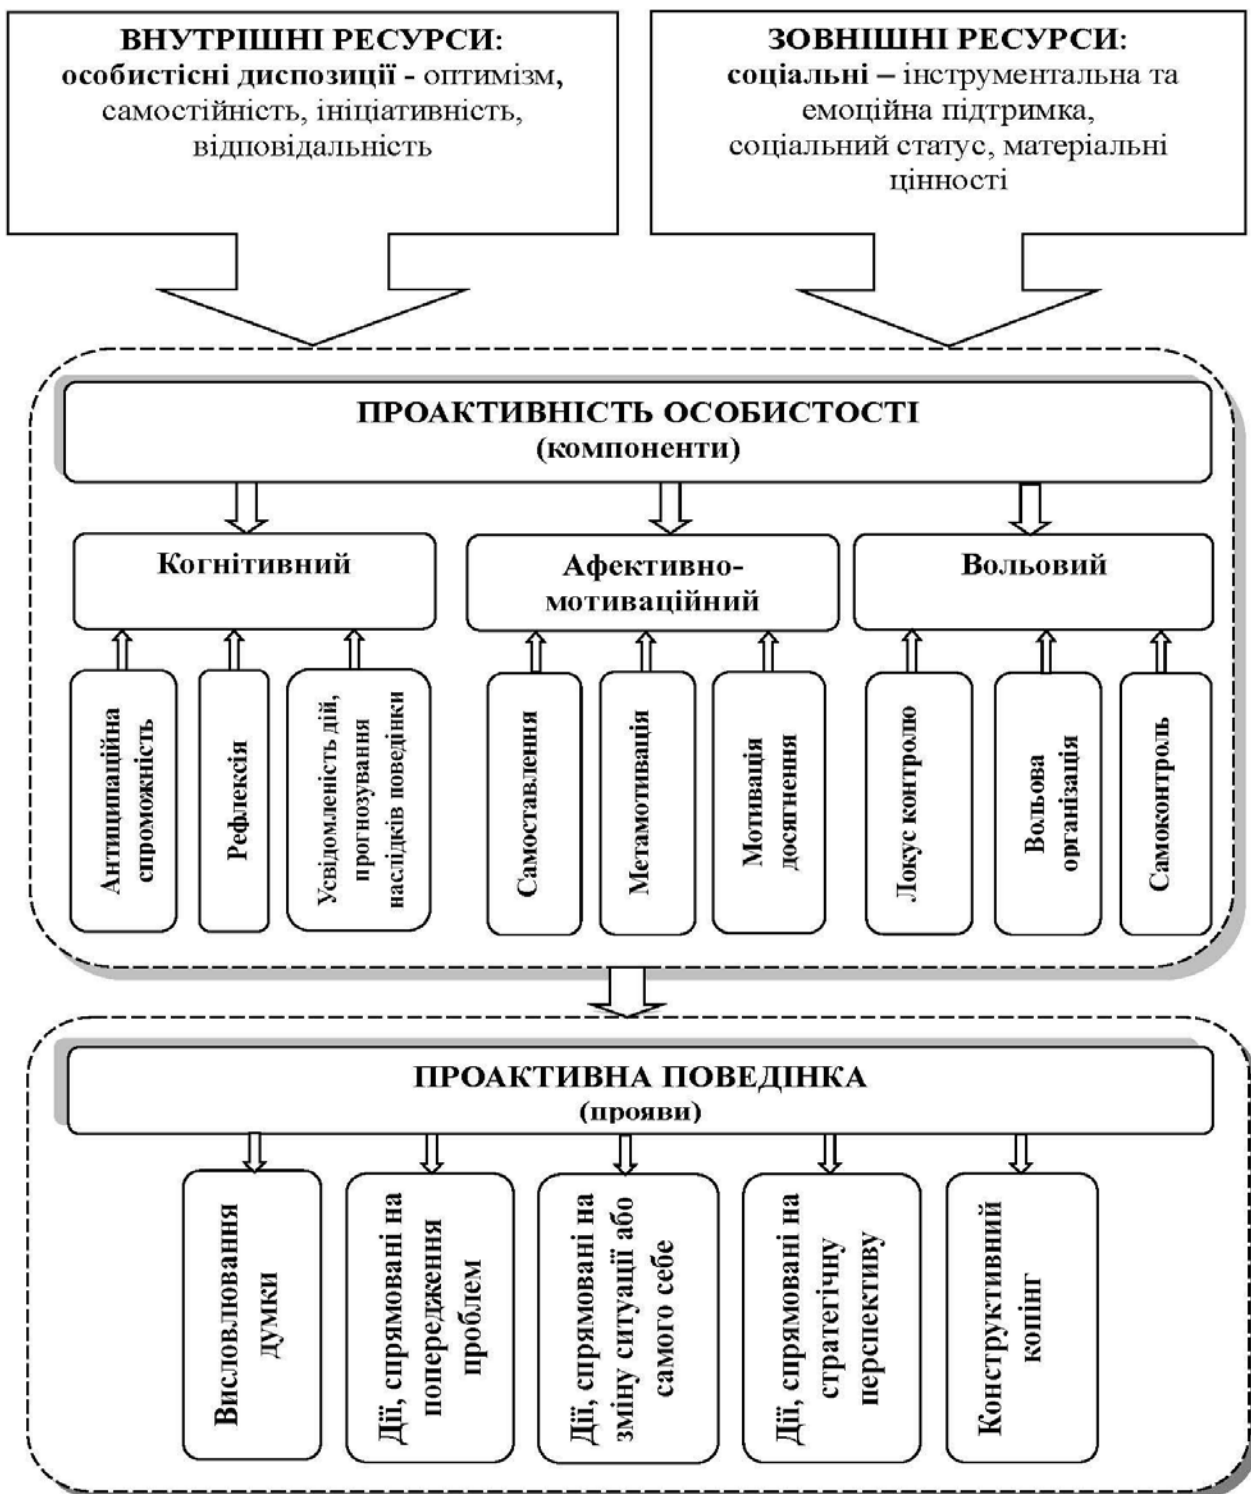 ВНУТРІШНІ РЕСУРСИ:
особистісні диспозиції - оптимізм,
самостійність, ініціативність,
відповідальність
ЗОВНІШНІ РЕСУРСИ:
соціальні – інструментальна та
емоційна підтримка,
соціальний статус, матеріальні
цінності
ПРОАКТИВНІСТЬ ОСОБИСТОСТІ
(компоненти)
Когнітивний
Афективно-
мотиваційний
Вольовий
Антиципаційна
спроможність
Рефлексія
Усвідомленість дій,
прогнозування
наслідків поведінки
Самоставлення
Метамотивація
Мотивація
досягнення
Локус контролю
Вольова
організація
Самоконтроль
ПРОАКТИВНА ПОВЕДІНКА
(прояви)
Висловлювання
думки
Дії, спрямовані на
попередження
проблем
Дії, спрямовані на
зміну ситуації або
самого себе
Дії, спрямовані на
стратегічну
перспективу
Конструктивний
копінг